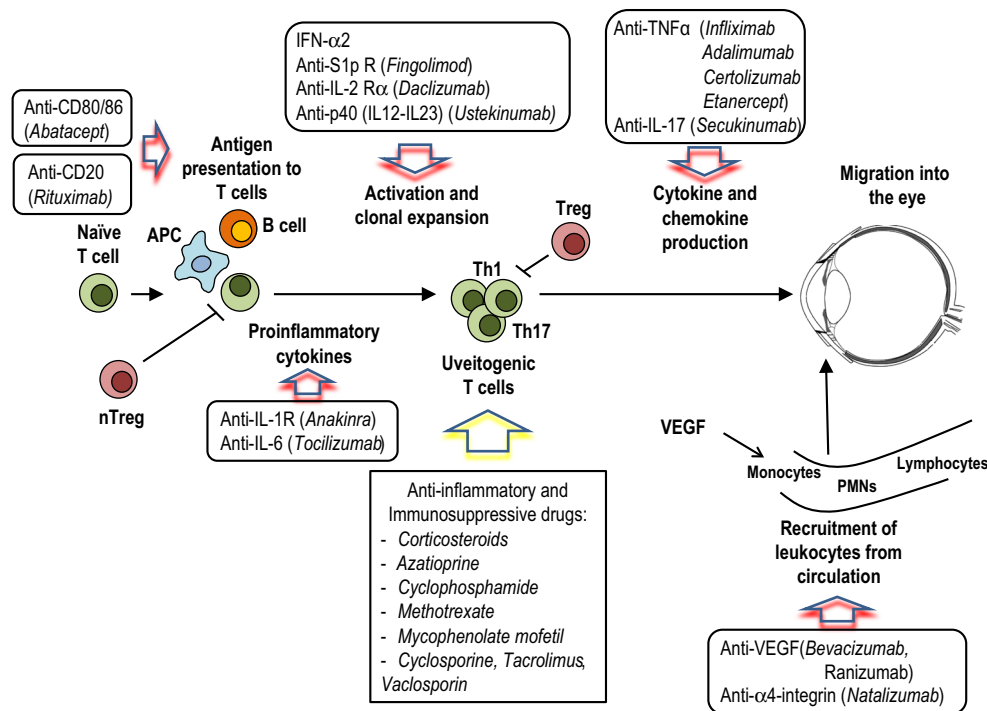 Anti-CD80/86
(Abatacept)
Anti-CD20
(Rituximab)
IFN-α2
Anti-S1p R (Fingolimod)
Anti-IL-2 Rα (Daclizumab)
Anti-p40 (IL12-IL23) (Ustekinumab)
Anti-TNFα (Infliximab
Adalimumab
Certolizumab
Etanercept)
Anti-IL-17 (Secukinumab)
Antigen
presentation to
T cells
Activation and
clonal expansion
Cytokine and
chemokine
production
Migration into
the eye
Naïve
T cell
APC
B cell
Treg
Th1
Th17
nTreg
Proinflammatory
cytokines
Uveitogenic
T cells
Anti-IL-1R (Anakinra)
Anti-IL-6 (Tocilizumab)
Anti-inflammatory and
Immunosuppressive drugs:
- Corticosteroids
- Azatioprine
- Cyclophosphamide
- Methotrexate
- Mycophenolate mofetil
- Cyclosporine, Tacrolimus,
Vaclosporin
VEGF
Monocytes
PMNs
Lymphocytes
Recruitment of
leukocytes from
circulation
Anti-VEGF(Bevacizumab,
Ranizumab)
Anti-α4-integrin (Natalizumab)